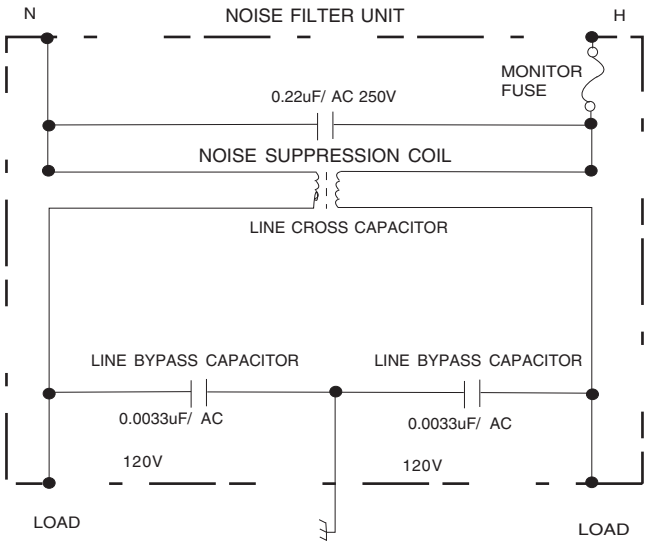 N
NOISE FILTER UNIT
H
MONITOR
FUSE
0.22uF/ AC 250V
NOISE SUPPRESSION COIL
LINE CROSS CAPACITOR
LINE BYPASS CAPACITOR
LINE BYPASS CAPACITOR
0.0033uF/ AC
0.0033uF/ AC
120V
120V
LOAD
LOAD